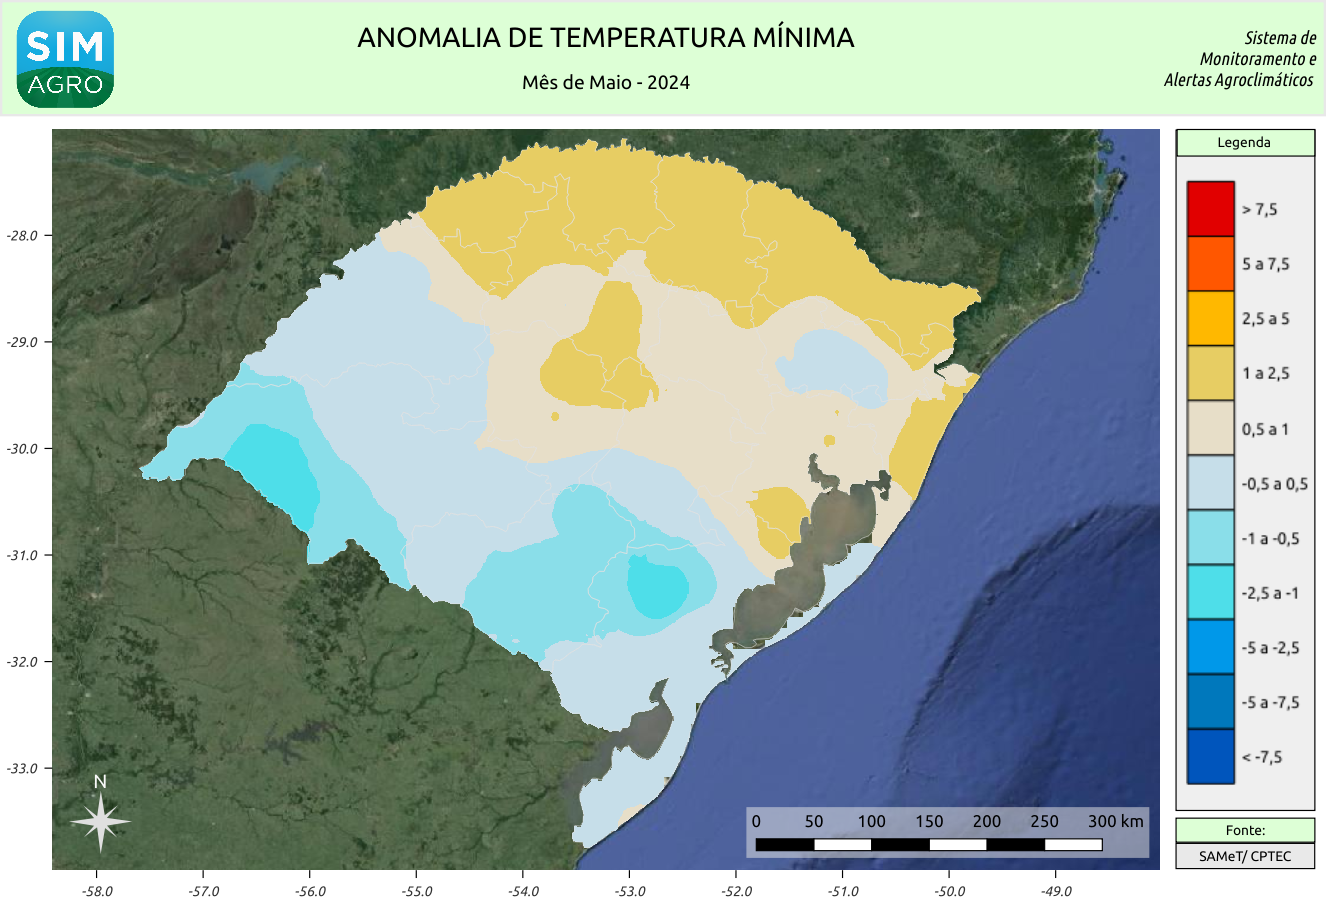 SIM
AGRO
ANOMALIA DE TEMPERATURA MÍNIMA
Mês de Maio - 2024
Sistema de
Monitoramento e
Alertas Agroclimáticos
Legenda
> 7,5
5 a 7,5
2,5 a 5
1 a 2,5
0,5 a 1
-0,5 a 0,5
-1 a -0,5
-2,5 a -1
-5 a -2,5
-5 a -7,5
< -7,5
Fonte:
SAMeT/ CPTEC
-28.0
-29.0
-30.0
-31.0
-32.0
-33.0
N
0 50 100 150 200 250 300 km
-58.0 -57.0 -56.0 -55.0 -54.0 -53.0 -52.0 -51.0 -50.0 -49.0